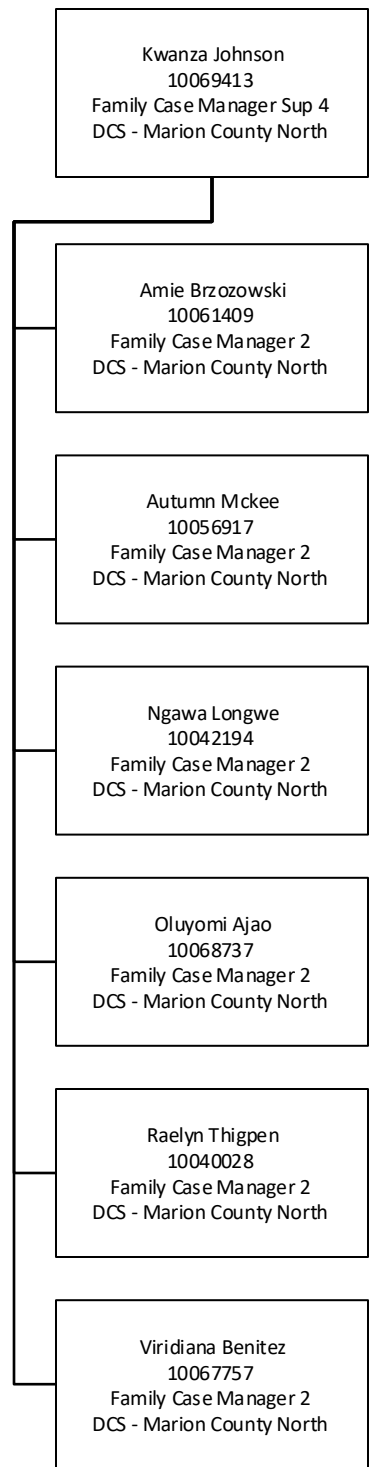 Kwanza Johnson
10069413
Family Case Manager Sup 4
DCS - Marion County North
Amie Brzozowski
10061409
Family Case Manager 2
DCS - Marion County North
Autumn Mckee
10056917
Family Case Manager 2
DCS - Marion County North
Ngawa Longwe
10042194
Family Case Manager 2
DCS - Marion County North
Oluyomi Ajao
10068737
Family Case Manager 2
DCS - Marion County North
Raelyn Thigpen
10040028
Family Case Manager 2
DCS - Marion County North
Viridiana Benitez
10067757
Family Case Manager 2
DCS - Marion County North